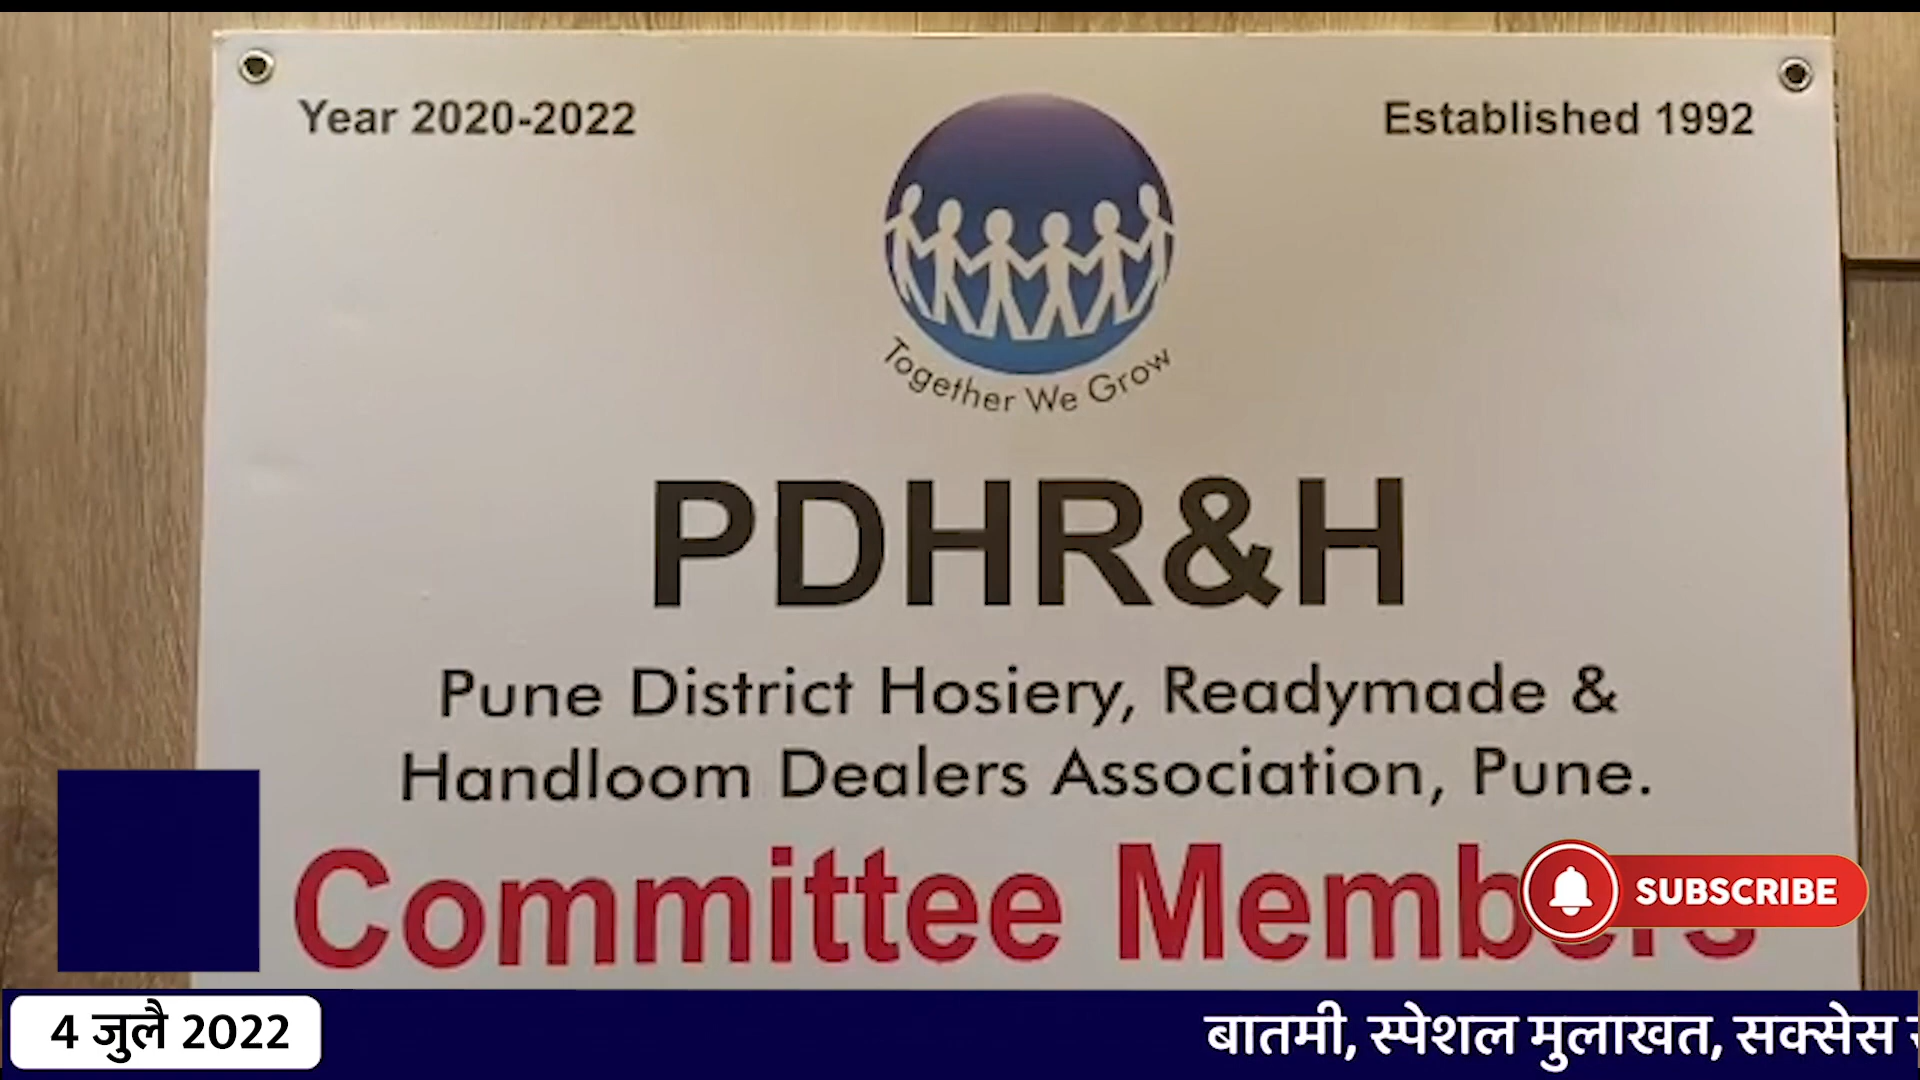 Year 2020-2022
Established 1992
Together We Grow
PDHR&H
Pune District Hosiery, Readymade &
Handloom Dealers Association, Pune.
Committee Members
SUBSCRIBE
4 जुलै 2022
बातमी, स्पेशल मुलाखत, सक्सेस